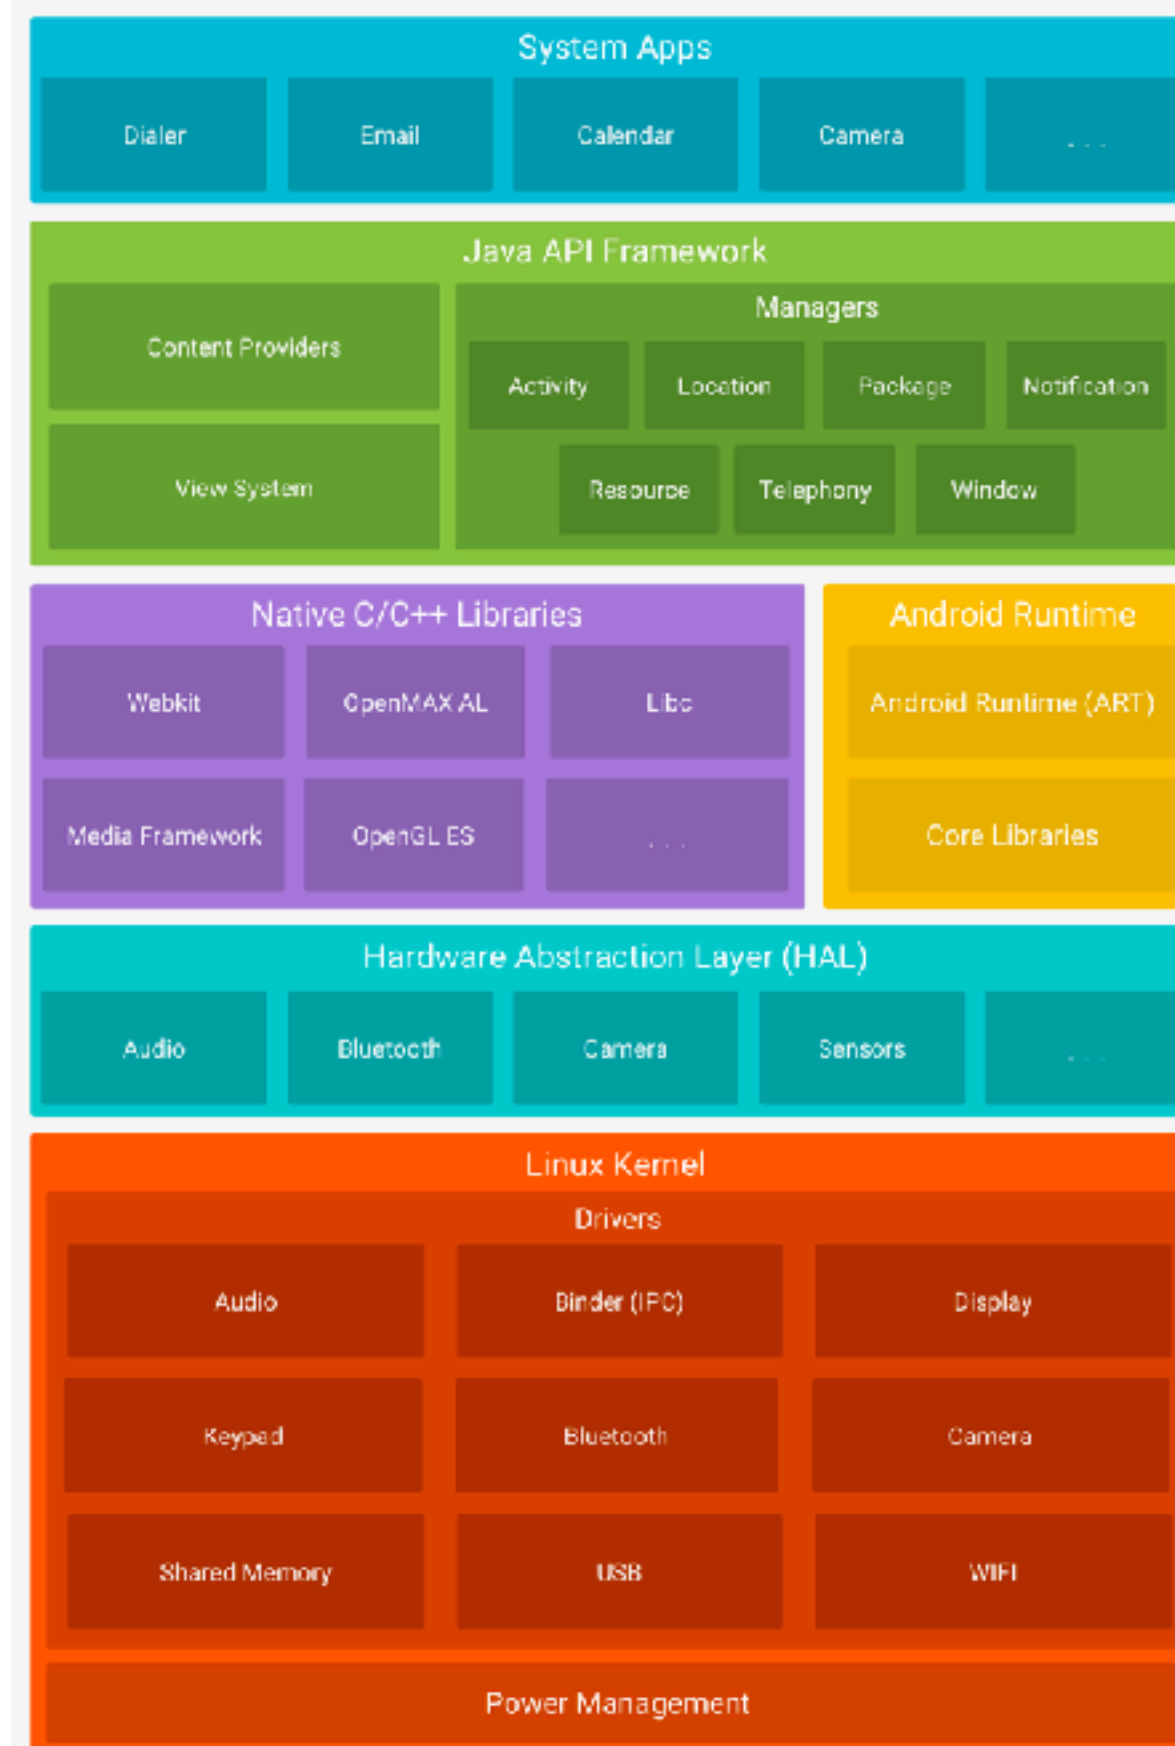 System Apps
Dialer Email Calendar Camera . . .
Java API Framework
Content Providers
Managers
Activity Location Package Notification
View System
Resource Telephony Window
Native C/C++ Libraries
Webkit OpenMAX AL Libc
Media Framework OpenGL ES . . .
Android Runtime
Android Runtime (ART)
Core Libraries
Hardware Abstraction Layer (HAL)
Audio Bluetooth Camera Sensors . . .
Linux Kernel
Drivers
Audio Binder (IPC) Display
Keypad Bluetooth Camera
Shared Memory USB WIFI
Power Management